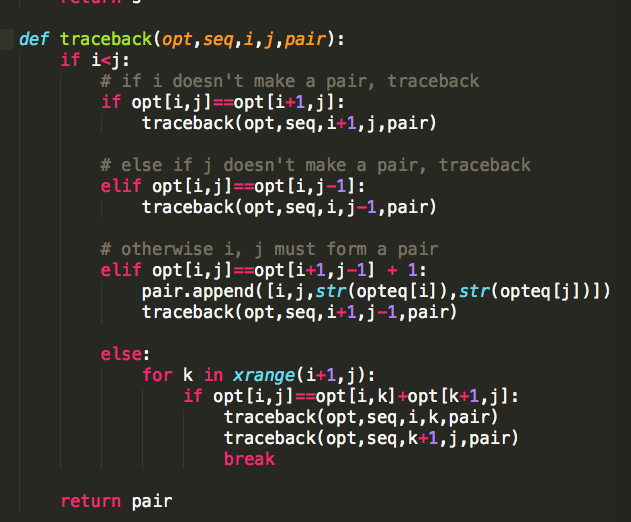 def traceback(opt,seq,i,j,pair):
    if i<j:
        # if i doesn't make a pair, traceback
        if opt[i,j]==opt[i+1,j]:
            traceback(opt,seq,i+1,j,pair)

        # else if j doesn't make a pair, traceback
        elif opt[i,j]==opt[i,j-1]:
            traceback(opt,seq,i,j-1,pair)

        # otherwise i, j must form a pair
        elif opt[i,j]==opt[i+1,j-1] + 1:
            pair.append([i,j,str(opteq[i]),str(opteq[j])])
            traceback(opt,seq,i+1,j-1,pair)

        else:
            for k in xrange(i+1,j):
                if opt[i,j]==opt[i,k]+opt[k+1,j]:
                    traceback(opt,seq,i,k,pair)
                    traceback(opt,seq,k+1,j,pair)
                    break

    return pair